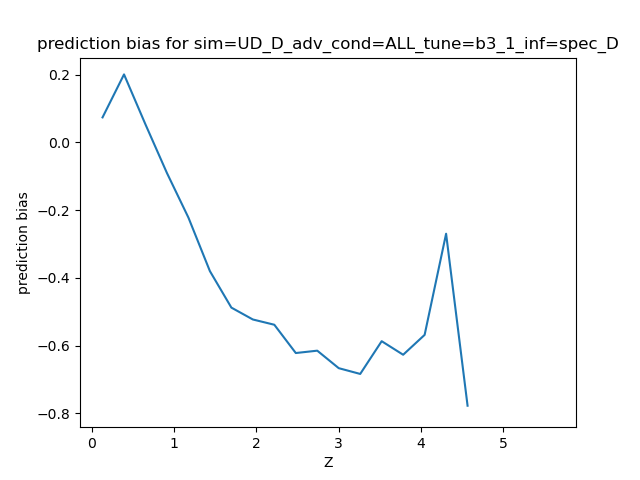 prediction bias for sim=UD_D_adv_cond=ALL_tune=b3_1_inf=spec_D
prediction bias
0.2
0.0
−0.2
−0.4
−0.6
−0.8
0 1 2 3 4 5
Z